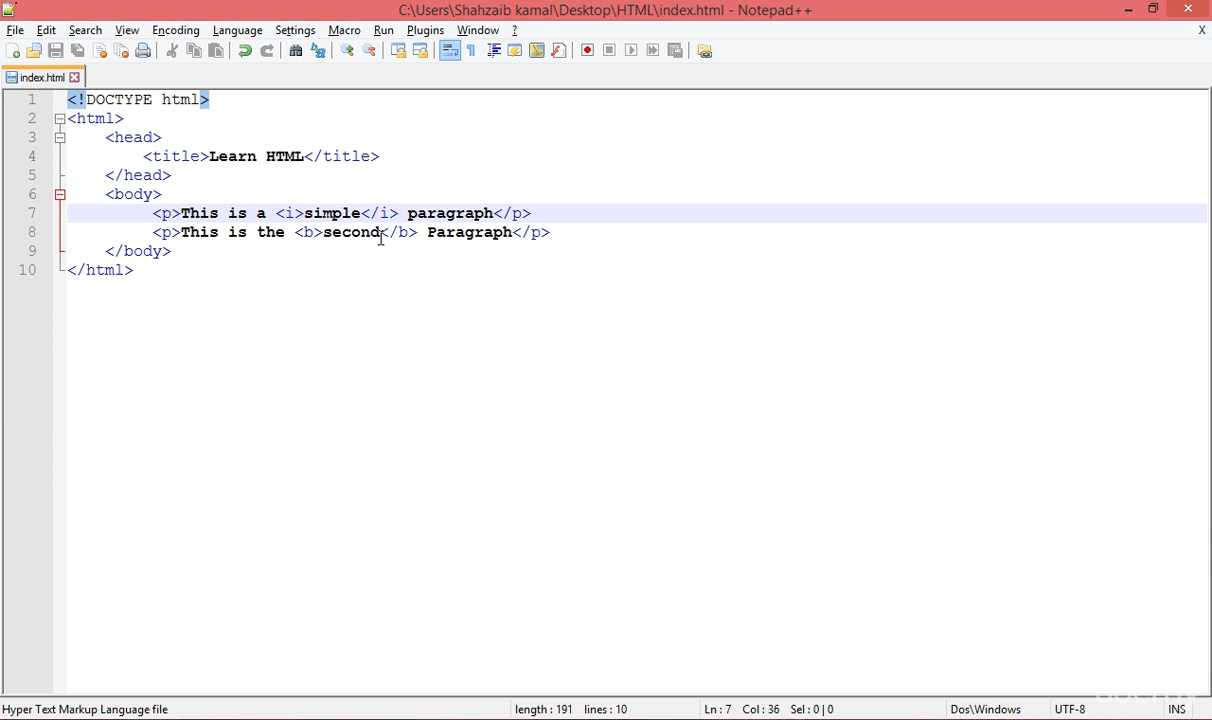 C:\Users\Shahzaib kamal\Desktop\HTML\index.html - Notepad++
File Edit Search View Encoding Language Settings Macro Run Plugins Window ? X
index.html
1 <!DOCTYPE html>
2 <html>
3 <head>
4 <title>Learn HTML</title>
5 </head>
6 <body>
7 <p>This is a <i>simple</i> paragraph</p>
8 <p>This is the <b>second</b> Paragraph</p>
9 </body>
10 </html>
Hyper Text Markup Language file length : 191 lines : 10 Ln : 7 Col : 36 Sel : 0 | 0 Dos\Windows UTF-8 INS